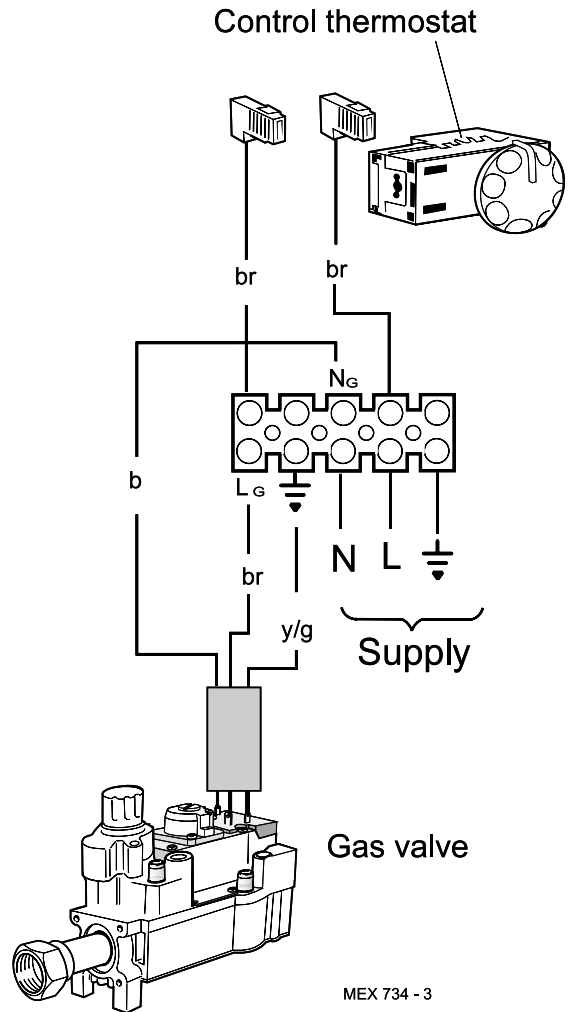 Control thermostat
br
br
NG
b
LG
N L
br
y/g
Supply
Gas valve
MEX 734 - 3